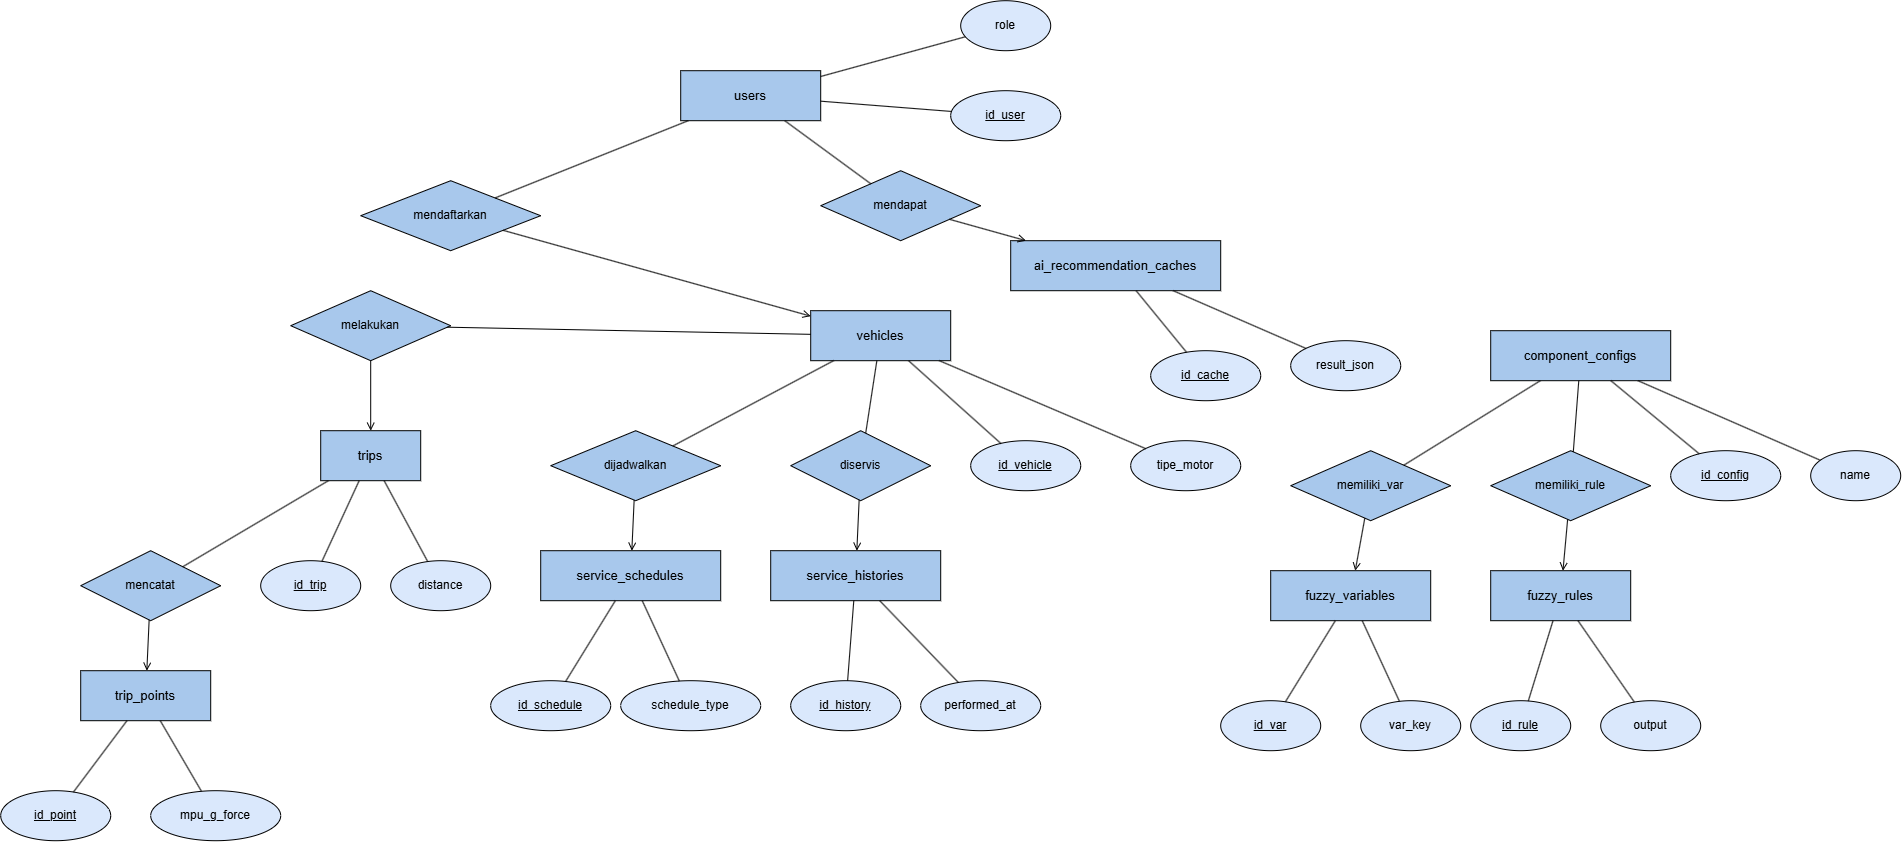 role
users
id_user
mendaftarkan
mendapat
ai_recommendation_caches
melakukan
vehicles
component_configs
id_cache
result_json
trips
dijadwalkan
diservis
id_vehicle
tipe_motor
memiliki_var
memiliki_rule
id_config
name
mencatat
id_trip
distance
service_schedules
service_histories
fuzzy_variables
fuzzy_rules
trip_points
id_schedule
schedule_type
id_history
performed_at
id_var
var_key
id_rule
output
id_point
mpu_g_force